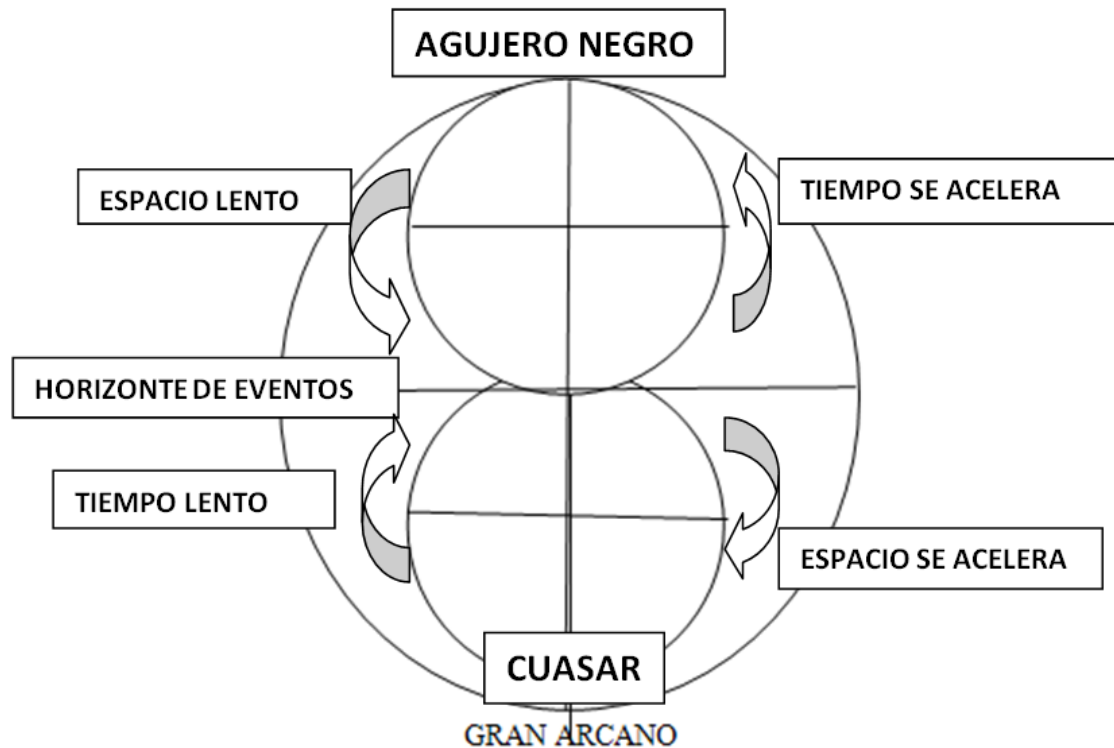 AGUJERO NEGRO
ESPACIO LENTO
TIEMPO SE ACELERA
HORIZONTE DE EVENTOS
TIEMPO LENTO
ESPACIO SE ACELERA
CUASAR
GRAN ARCANO